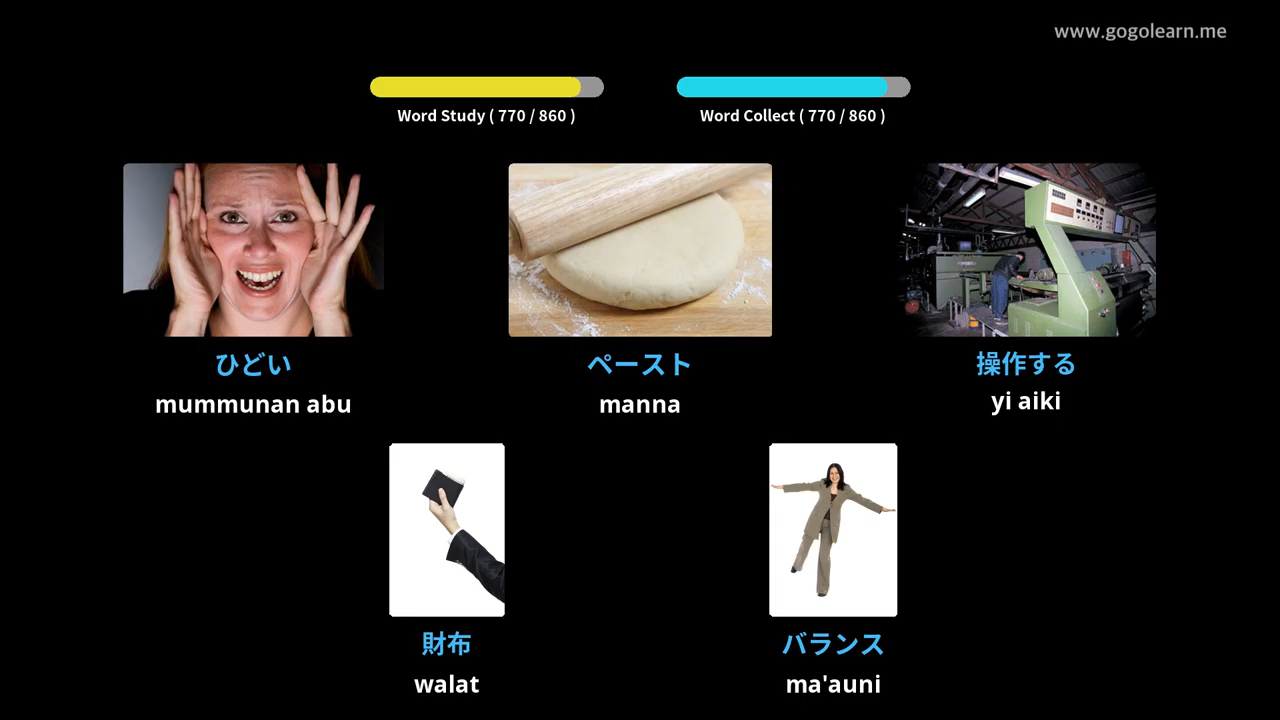 www.gogolearn.me
Word Study ( 770 / 860 )
Word Collect ( 770 / 860 )
ひどい
mummunan abu
ペースト
manna
操作する
yi aiki
財布
walat
バランス
ma'auni